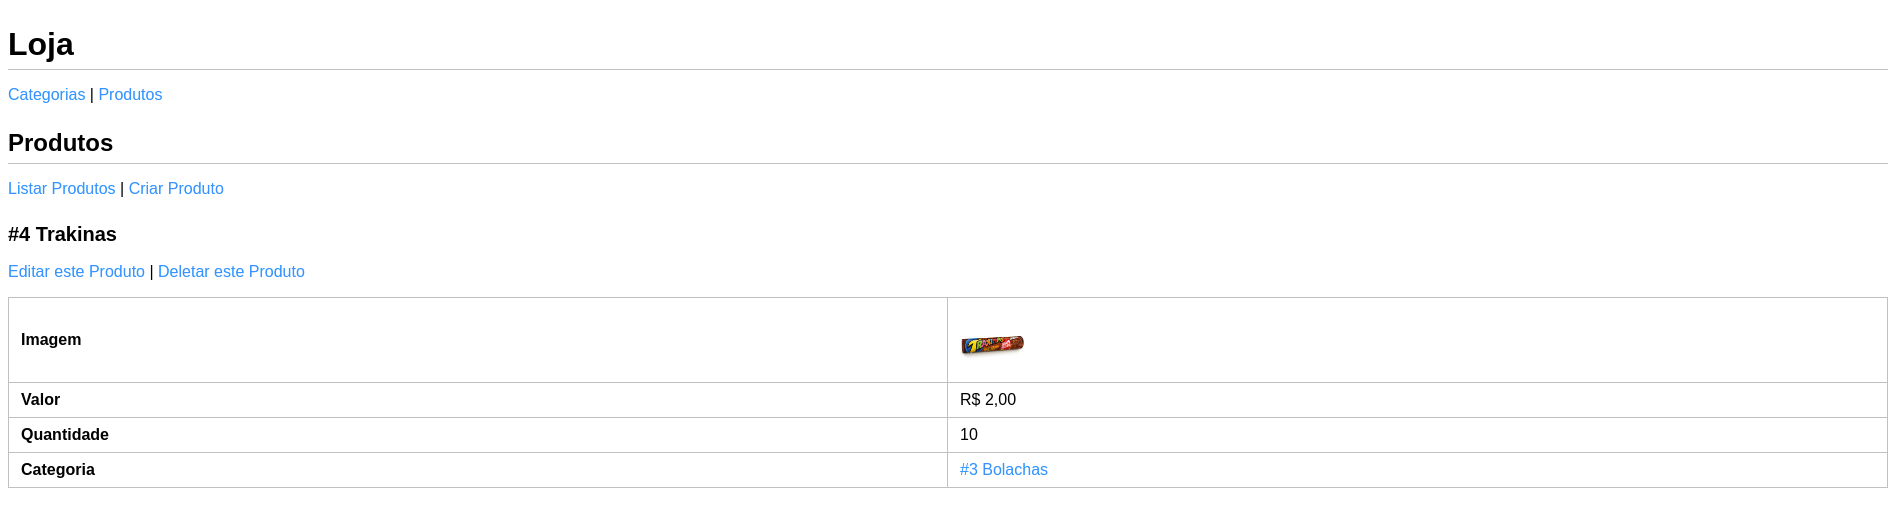 Loja
Categorias | Produtos
Produtos
Listar Produtos | Criar Produto
#4 Trakinas
Editar este Produto | Deletar este Produto
Imagem
Valor R$ 2,00
Quantidade 10
Categoria #3 Bolachas